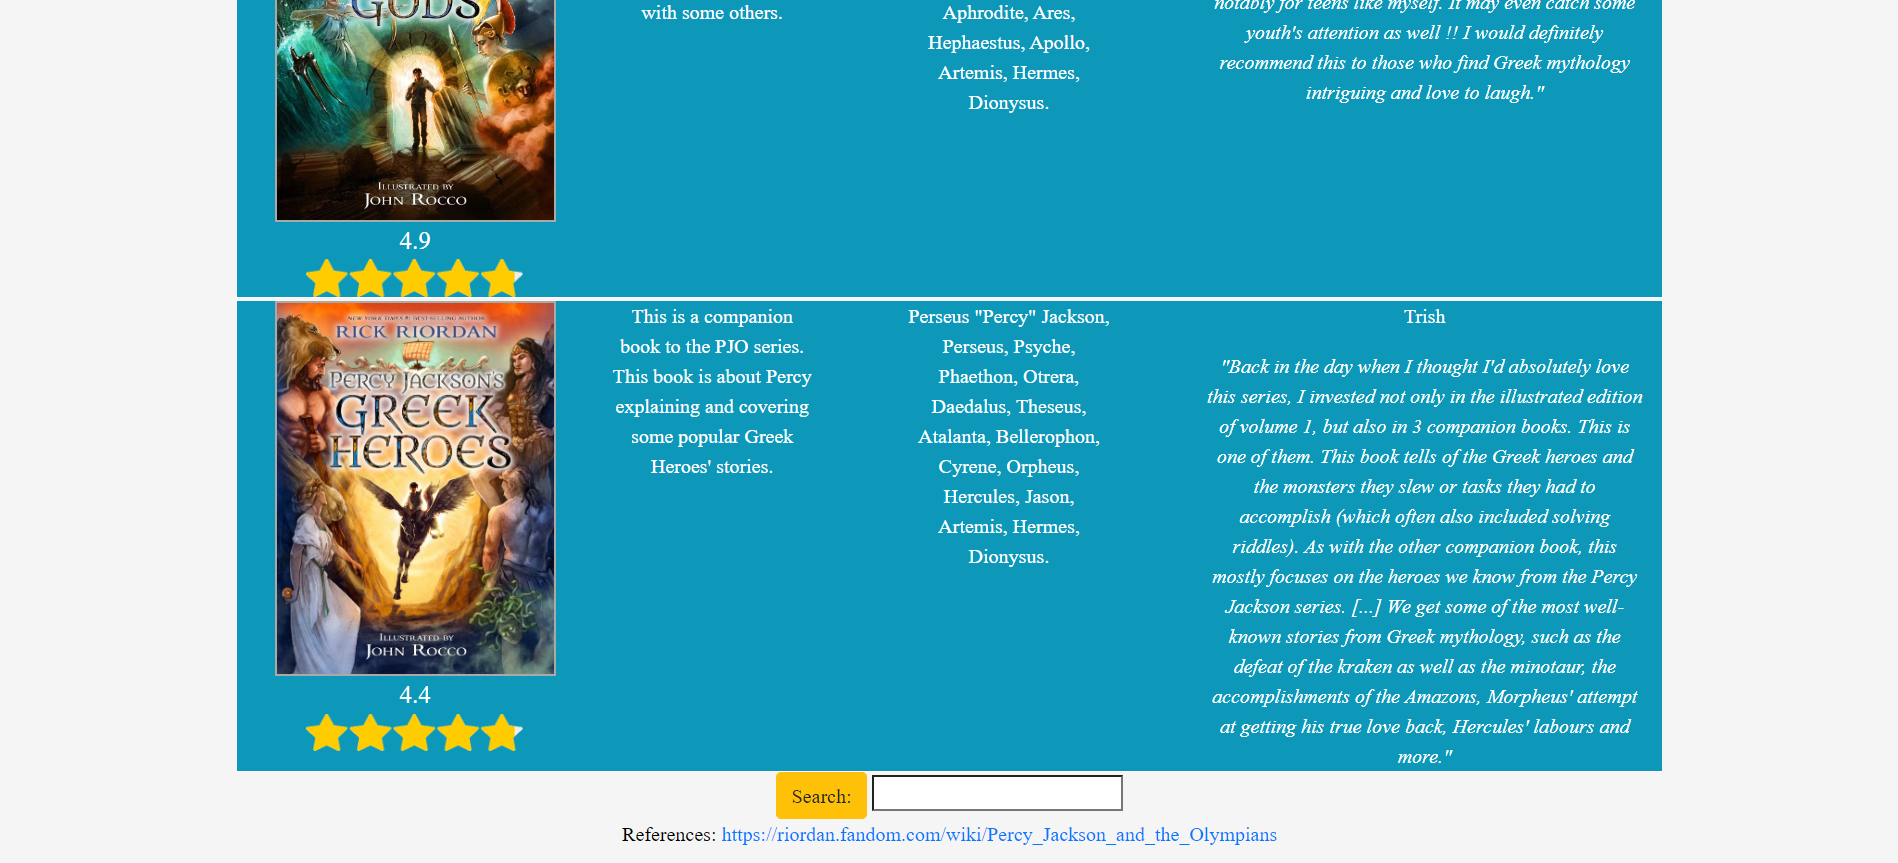 GODS
ILLUSTRATED BY
JOHN ROCCO
4.9
with some others.
Aphrodite, Ares,
Hephaestus, Apollo,
Artemis, Hermes,
Dionysus.
notably for teens like myself. It may even catch some
youth's attention as well !! I would definitely
recommend this to those who find Greek mythology
intriguing and love to laugh."
NEW YORK TIMES #1 BEST-SELLING AUTHOR
RICK RIORDAN
PERCY JACKSON'S
GREEK
HEROES
ILLUSTRATED BY
JOHN ROCCO
4.4
This is a companion
book to the PJO series.
This book is about Percy
explaining and covering
some popular Greek
Heroes' stories.
Perseus "Percy" Jackson,
Perseus, Psyche,
Phaethon, Otrera,
Daedalus, Theseus,
Atalanta, Bellerophon,
Cyrene, Orpheus,
Hercules, Jason,
Artemis, Hermes,
Dionysus.
Trish
"Back in the day when I thought I'd absolutely love
this series, I invested not only in the illustrated edition
of volume 1, but also in 3 companion books. This is
one of them. This book tells of the Greek heroes and
the monsters they slew or tasks they had to
accomplish (which often also included solving
riddles). As with the other companion book, this
mostly focuses on the heroes we know from the Percy
Jackson series. [...] We get some of the most well-
known stories from Greek mythology, such as the
defeat of the kraken as well as the minotaur, the
accomplishments of the Amazons, Morpheus' attempt
at getting his true love back, Hercules' labours and
more."
Search:
References: https://riordan.fandom.com/wiki/Percy_Jackson_and_the_Olympians